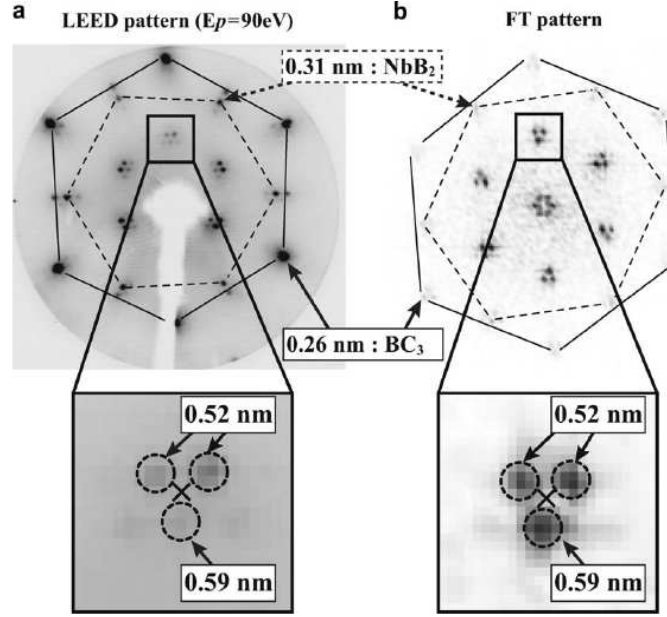 a
LEED pattern (Ep=90eV)
b
FT pattern
0.31 nm : NbB2
0.26 nm : BC3
0.52 nm
0.59 nm
0.52 nm
0.59 nm